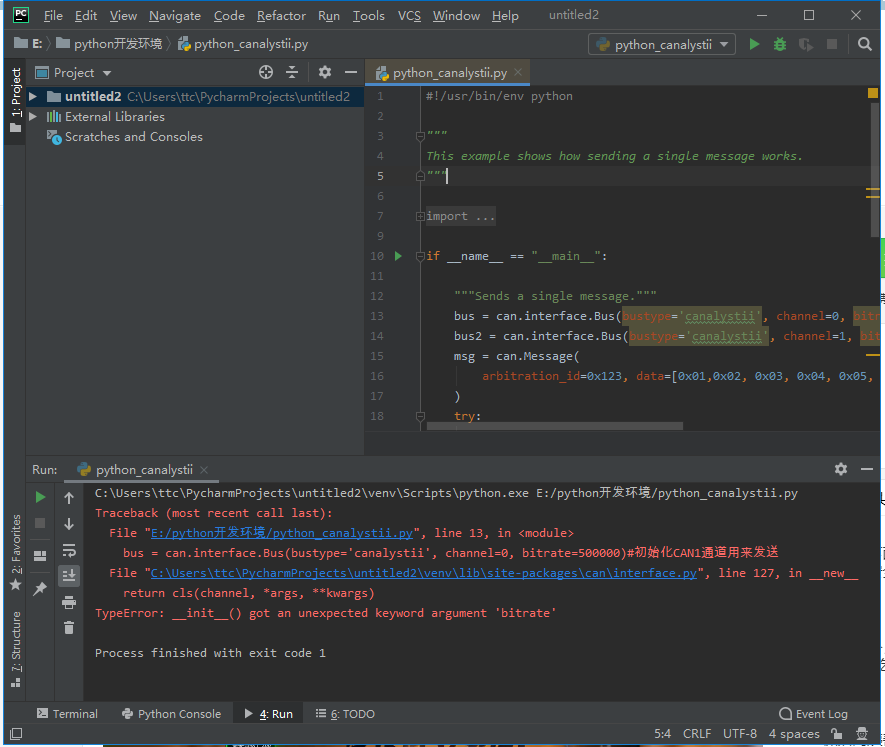 PC File Edit View Navigate Code Refactor Run Tools VCS Window Help untitled2
E: python开发环境 python_canalystii.py python_canalystii
Project python_canalystii.py
1: Project
untitled2 C:\Users\ttc\PycharmProjects\untitled2
External Libraries
Scratches and Consoles
1 #!/usr/bin/env python
2
3 """
4 This example shows how sending a single message works.
5 """
6
7 import ...
9
10 if __name__ == "__main__":
11
12 """Sends a single message."""
13 bus = can.interface.Bus(bustype='canalystii', channel=0, bitr
14 bus2 = can.interface.Bus(bustype='canalystii', channel=1, bit
15 msg = can.Message(
16 arbitration_id=0x123, data=[0x01,0x02, 0x03, 0x04, 0x05,
17 )
18 try:
Run: python_canalystii
C:\Users\ttc\PycharmProjects\untitled2\venv\Scripts\python.exe E:/python开发环境/python_canalystii.py
Traceback (most recent call last):
File "E:/python开发环境/python_canalystii.py", line 13, in <module>
bus = can.interface.Bus(bustype='canalystii', channel=0, bitrate=500000)#初始化CAN1通道用来发送
File "C:\Users\ttc\PycharmProjects\untitled2\venv\lib\site-packages\can\interface.py", line 127, in __new__
return cls(channel, *args, **kwargs)
TypeError: __init__() got an unexpected keyword argument 'bitrate'
Process finished with exit code 1
2: Favorites
7: Structure
Terminal Python Console 4: Run 6: TODO Event Log
5:4 CRLF UTF-8 4 spaces